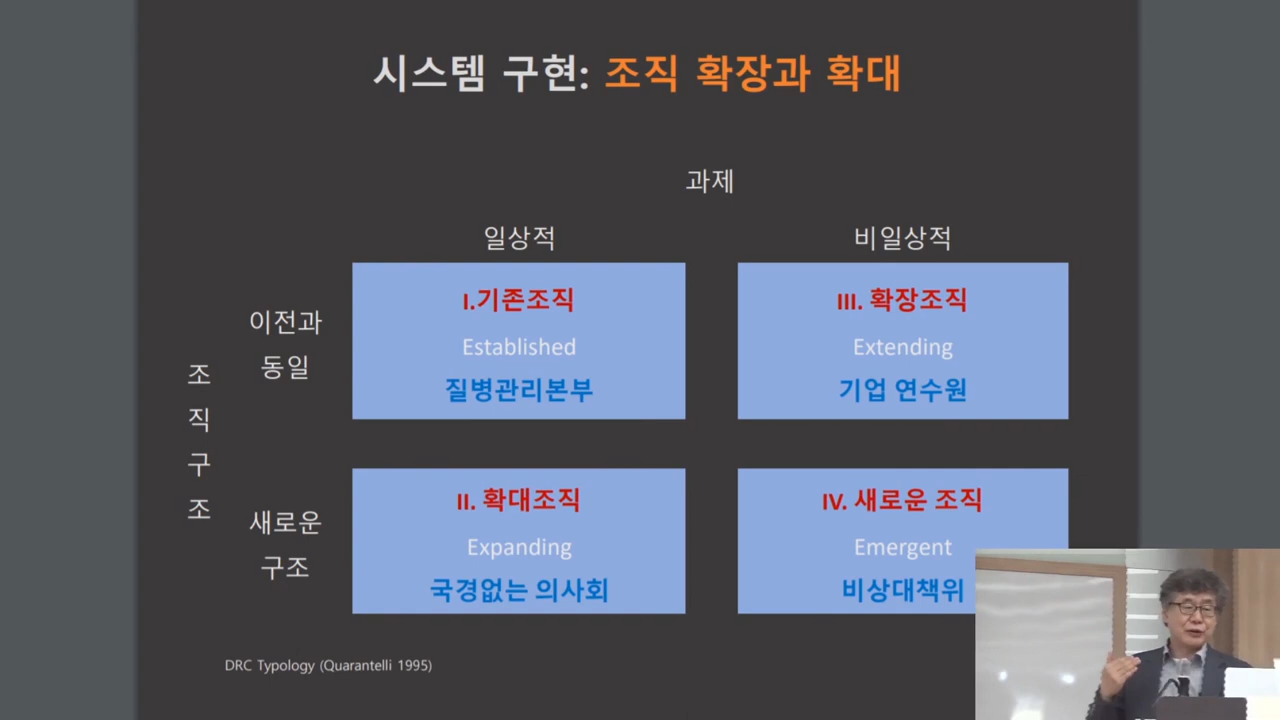 시스템 구현: 조직 확장과 확대
과제
일상적
비일상적
조직구조
이전과
동일
I.기존조직
Established
질병관리본부
III. 확장조직
Extending
기업 연수원
새로운
구조
II. 확대조직
Expanding
국경없는 의사회
IV. 새로운 조직
Emergent
비상대책위
DRC Typology (Quarantelli 1995)